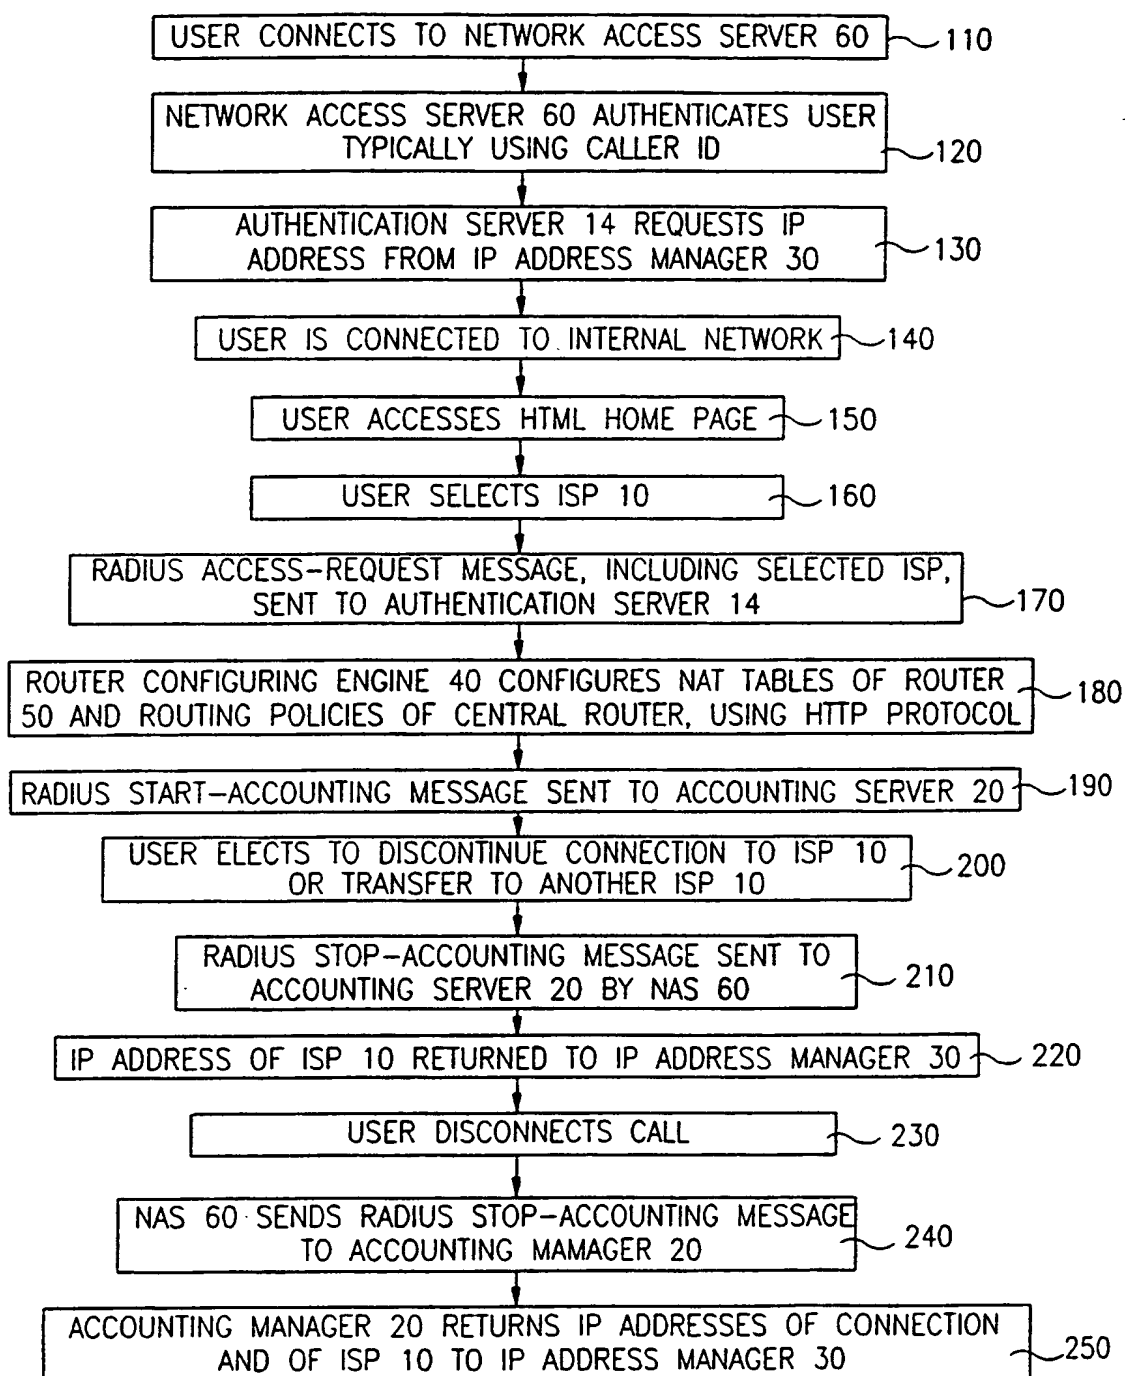 USER CONNECTS TO NETWORK ACCESS SERVER 60
110
NETWORK ACCESS SERVER 60 AUTHENTICATES USER
TYPICALLY USING CALLER ID
120
AUTHENTICATION SERVER 14 REQUESTS IP
ADDRESS FROM IP ADDRESS MANAGER 30
130
USER IS CONNECTED TO INTERNAL NETWORK
140
USER ACCESSES HTML HOME PAGE
150
USER SELECTS ISP 10
160
RADIUS ACCESS-REQUEST MESSAGE, INCLUDING SELECTED ISP,
SENT TO AUTHENTICATION SERVER 14
170
ROUTER CONFIGURING ENGINE 40 CONFIGURES NAT TABLES OF ROUTER
50 AND ROUTING POLICIES OF CENTRAL ROUTER, USING HTTP PROTOCOL
180
RADIUS START-ACCOUNTING MESSAGE SENT TO ACCOUNTING SERVER 20
190
USER ELECTS TO DISCONTINUE CONNECTION TO ISP 10
OR TRANSFER TO ANOTHER ISP 10
200
RADIUS STOP-ACCOUNTING MESSAGE SENT TO
ACCOUNTING SERVER 20 BY NAS 60
210
IP ADDRESS OF ISP 10 RETURNED TO IP ADDRESS MANAGER 30
220
USER DISCONNECTS CALL
230
NAS 60 SENDS RADIUS STOP-ACCOUNTING MESSAGE
TO ACCOUNTING MAMAGER 20
240
ACCOUNTING MANAGER 20 RETURNS IP ADDRESSES OF CONNECTION
AND OF ISP 10 TO IP ADDRESS MANAGER 30
250